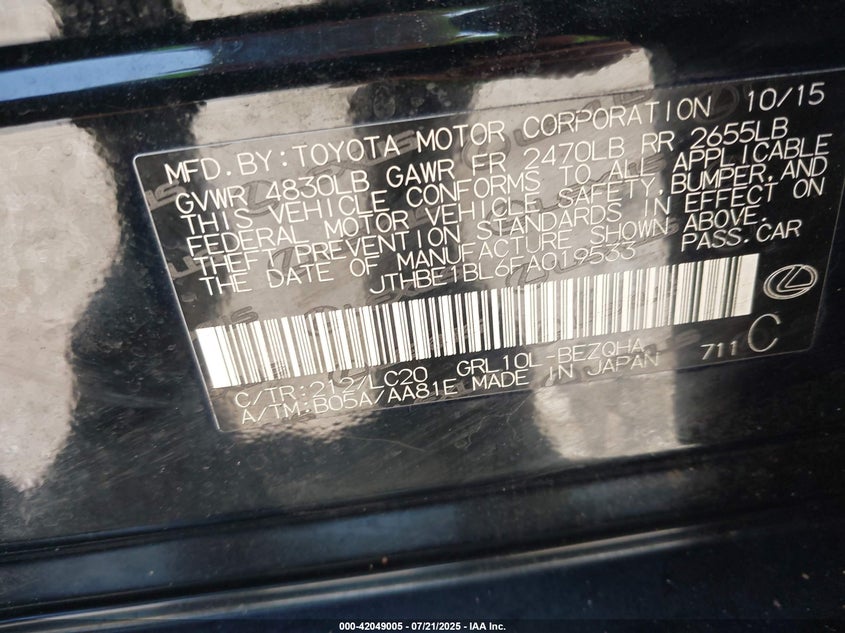 MFD.BY:TOYOTA MOTOR CORPORATION 10/15
GVWR 4830LB GAWR FR 2470LB RR 2655LB
THIS VEHICLE CONFORMS TO ALL APPLICABLE
FEDERAL MOTOR VEHICLE SAFETY,BUMPER,AND
THEFT PREVENTION STANDARDS IN EFFECT ON
THE DATE OF MANUFACTURE SHOWN ABOVE.
JTHBE1BL6FA019533 PASS.CAR
C/TR:212/LC20 GRL10L-BEZQHA 711C
A/TM:B05A/AA81E MADE IN JAPAN
000-42049005 - 07/21/2025 - IAA Inc.